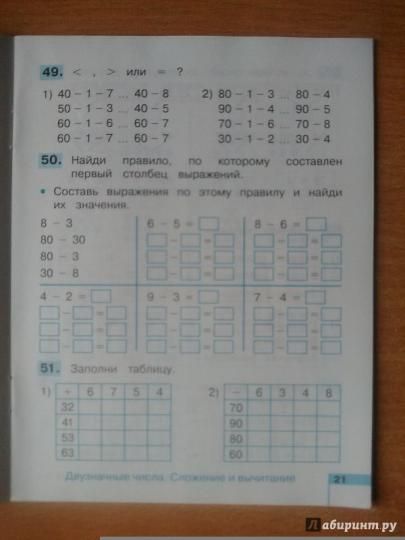 49. < , > или = ?
1) 40 − 1 − 7 ... 40 − 8 2) 80 − 1 − 3 ... 80 − 4
50 − 1 − 3 ... 40 − 5 90 − 1 − 4 ... 90 − 5
60 − 1 − 6 ... 60 − 7 70 − 1 − 6 ... 70 − 8
60 − 1 − 7 ... 60 − 7 30 − 1 − 2 ... 30 − 4
50. Найди правило, по которому составлен
первый столбец выражений.
• Составь выражения по этому правилу и найди
их значения.
8 − 3 6 − 5 = □ 8 − 6 = □
80 − 30 □ − □ = □ □ − □ = □
80 − 3 □ − □ = □ □ − □ = □
30 − 8 □ − □ = □ □ − □ = □
4 − 2 = □ 9 − 3 = □ 7 − 4 = □
□ − □ = □ □ − □ = □ □ − □ = □
□ − □ = □ □ − □ = □ □ − □ = □
□ − □ = □ □ − □ = □ □ − □ = □
51. Заполни таблицу.
1) + 6 7 5 4 2) − 6 3 4 8
32 70
41 90
53 80
63 60
Двузначные числа. Сложение и вычитание 21
Лабиринт.ру